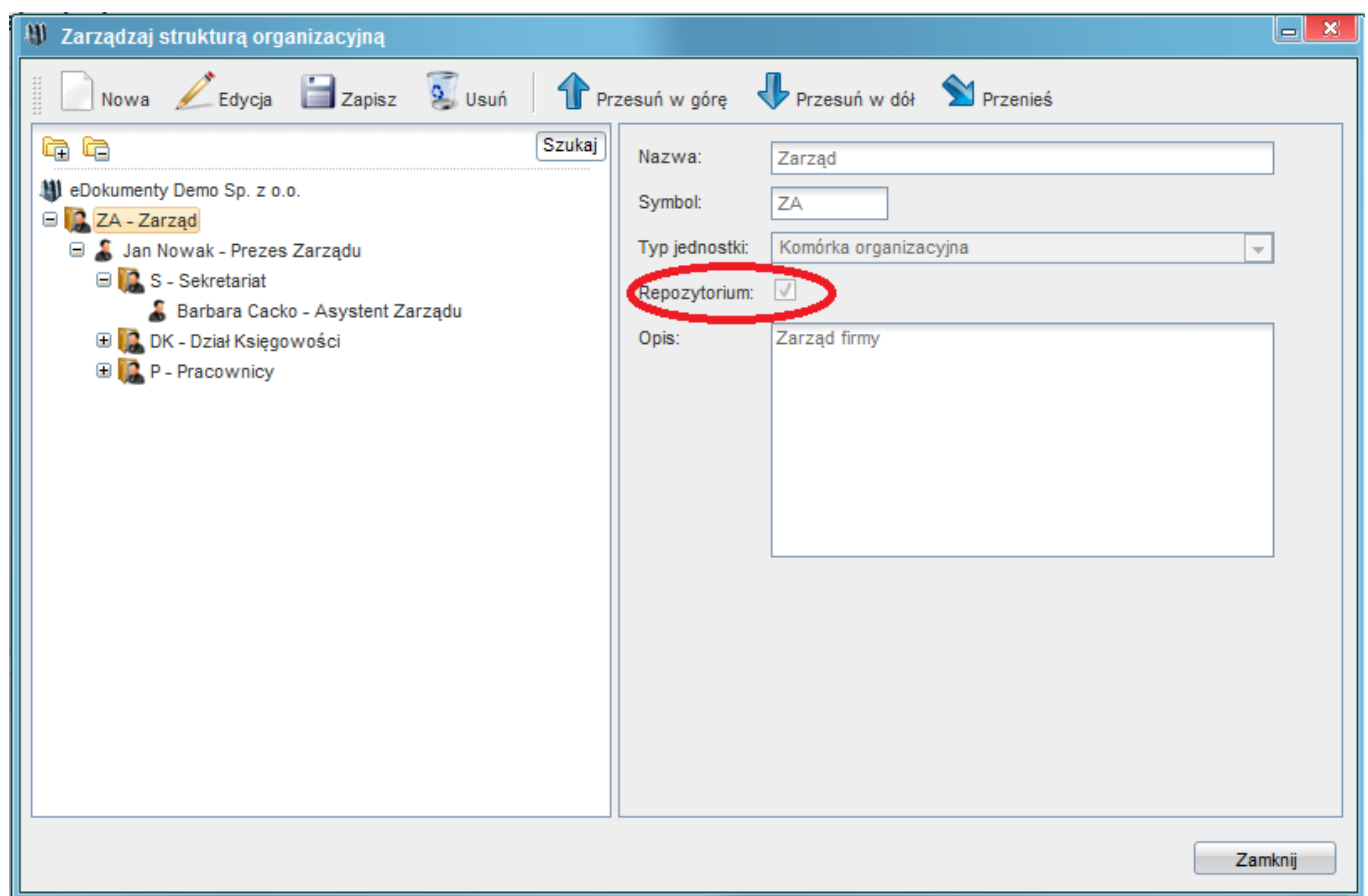 Zarządzaj strukturą organizacyjną
Nowa Edycja Zapisz Usuń Przesuń w górę Przesuń w dół Przenieś
Szukaj
eDokumenty Demo Sp. z o.o.
ZA - Zarząd
Jan Nowak - Prezes Zarządu
S - Sekretariat
Barbara Cacko - Asystent Zarządu
DK - Dział Księgowości
P - Pracownicy
Nazwa: Zarząd
Symbol: ZA
Typ jednostki: Komórka organizacyjna
Repozytorium:
Opis: Zarząd firmy
Zamknij